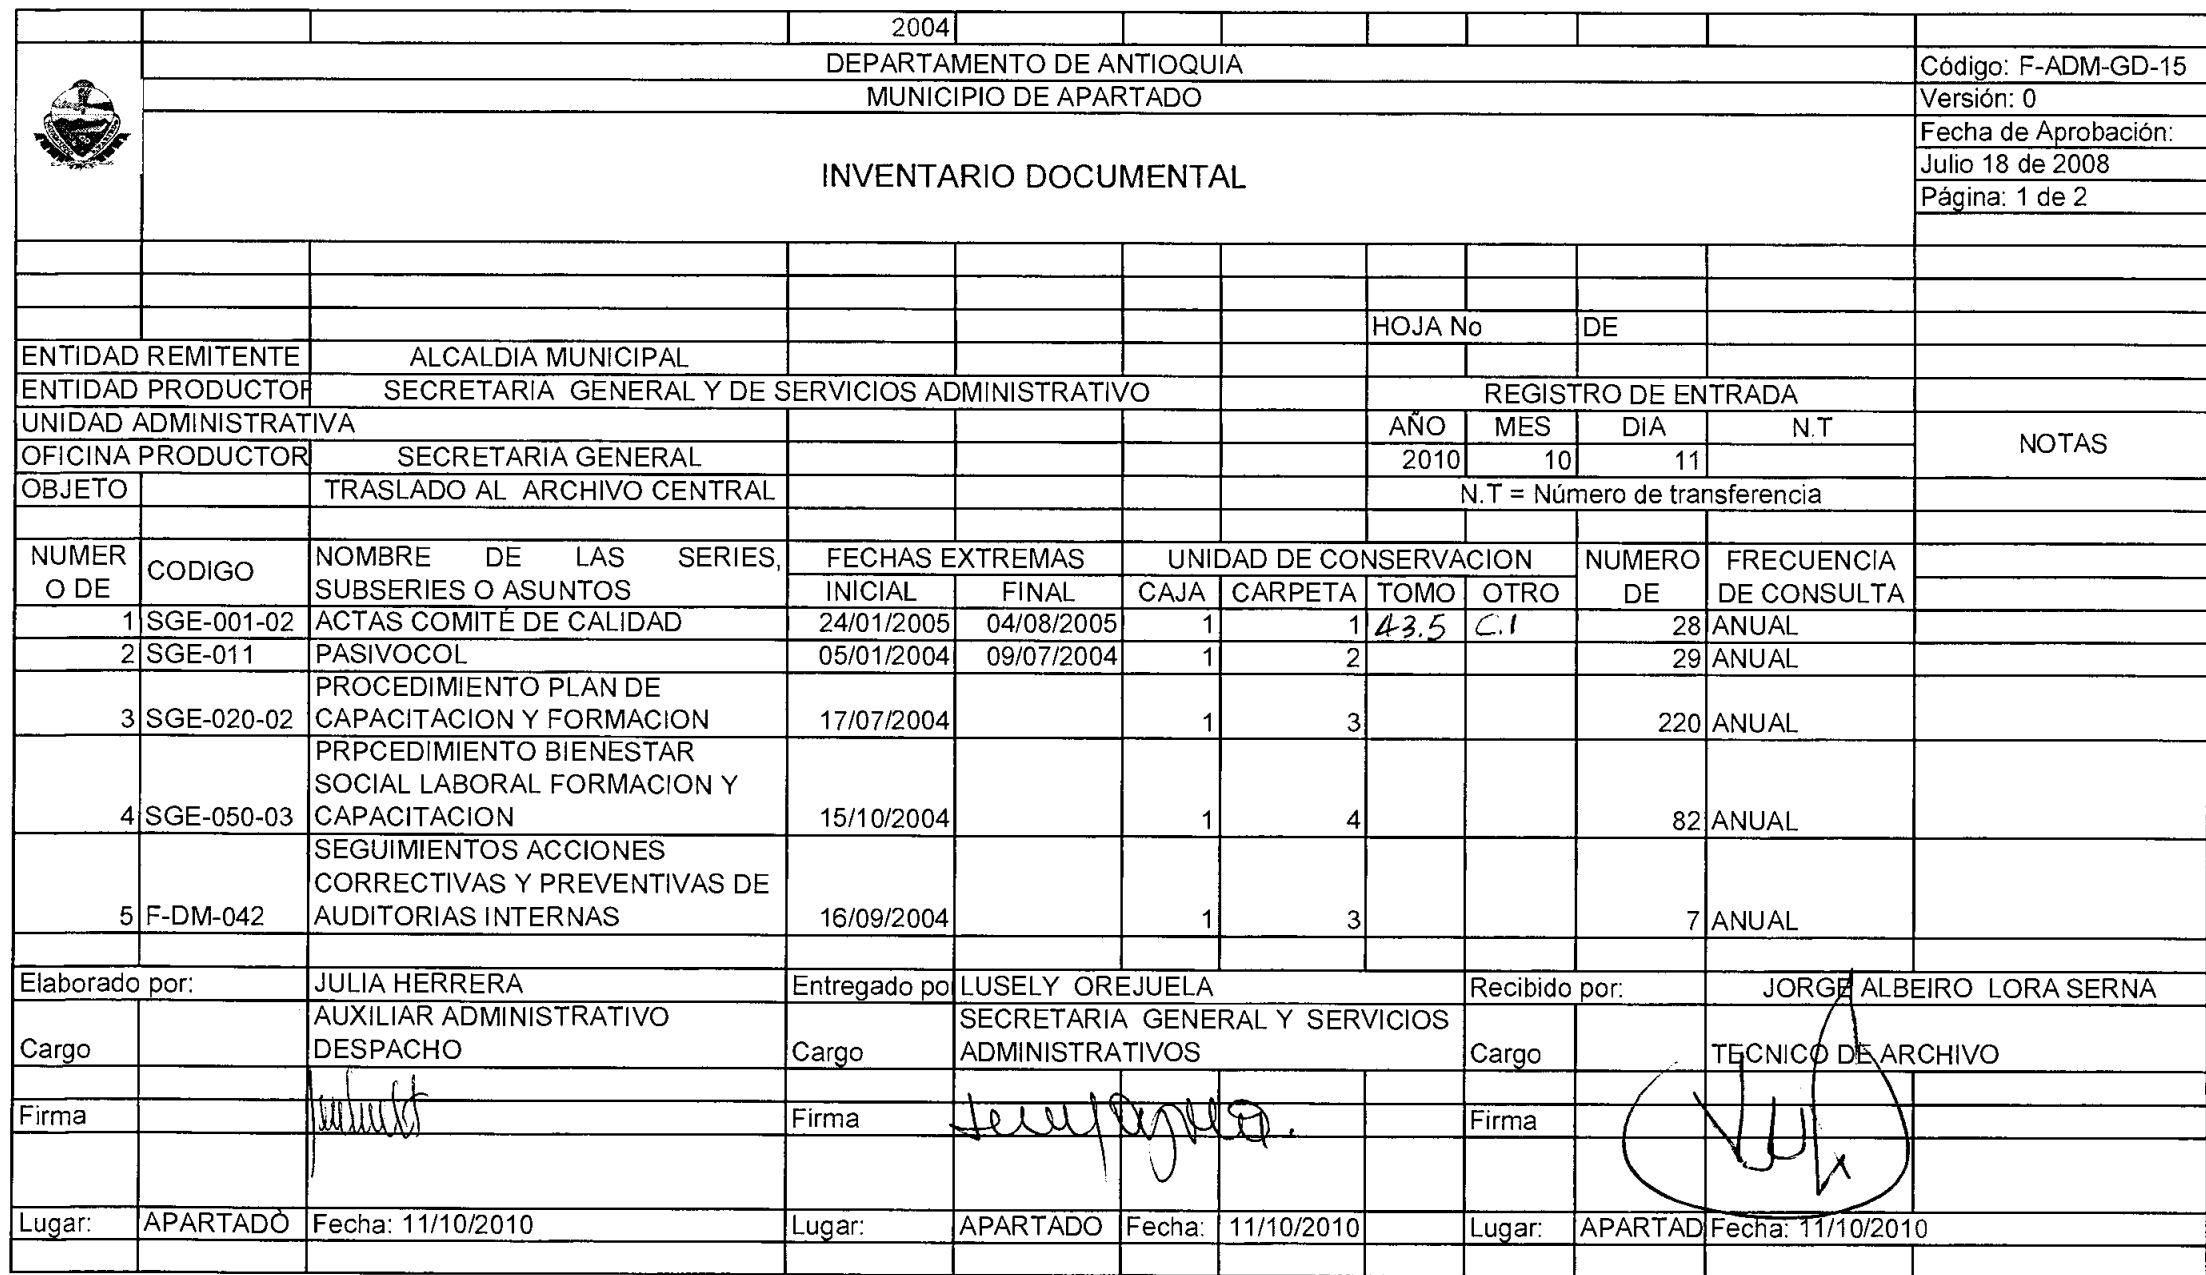 2004
DEPARTAMENTO DE ANTIOQUIA
Código: F-ADM-GD-15
MUNICIPIO DE APARTADO
Versión: 0
Fecha de Aprobación:
INVENTARIO DOCUMENTAL
Julio 18 de 2008
Página: 1 de 2
HOJA No DE
ENTIDAD REMITENTE ALCALDIA MUNICIPAL
ENTIDAD PRODUCTOR SECRETARIA GENERAL Y DE SERVICIOS ADMINISTRATIVO REGISTRO DE ENTRADA
UNIDAD ADMINISTRATIVA AÑO MES DIA N.T NOTAS
OFICINA PRODUCTOR SECRETARIA GENERAL 2010 10 11
OBJETO TRASLADO AL ARCHIVO CENTRAL N.T = Número de transferencia
NUMER NOMBRE DE LAS SERIES, FECHAS EXTREMAS UNIDAD DE CONSERVACION NUMERO FRECUENCIA
O DE CODIGO SUBSERIES O ASUNTOS INICIAL FINAL CAJA CARPETA TOMO OTRO DE DE CONSULTA
1 SGE-001-02 ACTAS COMITÉ DE CALIDAD 24/01/2005 04/08/2005 1 1 43.5 C.1 28 ANUAL
2 SGE-011 PASIVOCOL 05/01/2004 09/07/2004 1 2 29 ANUAL
PROCEDIMIENTO PLAN DE
3 SGE-020-02 CAPACITACION Y FORMACION 17/07/2004 1 3 220 ANUAL
PRPCEDIMIENTO BIENESTAR
SOCIAL LABORAL FORMACION Y
4 SGE-050-03 CAPACITACION 15/10/2004 1 4 82 ANUAL
SEGUIMIENTOS ACCIONES
CORRECTIVAS Y PREVENTIVAS DE
5 F-DM-042 AUDITORIAS INTERNAS 16/09/2004 1 3 7 ANUAL
Elaborado por: JULIA HERRERA Entregado po LUSELY OREJUELA Recibido por: JORGE ALBEIRO LORA SERNA
AUXILIAR ADMINISTRATIVO SECRETARIA GENERAL Y SERVICIOS
Cargo DESPACHO Cargo ADMINISTRATIVOS Cargo TECNICO DE ARCHIVO
Firma Firma Firma
Lugar: APARTADÓ Fecha: 11/10/2010 Lugar: APARTADO Fecha: 11/10/2010 Lugar: APARTAD Fecha: 11/10/2010